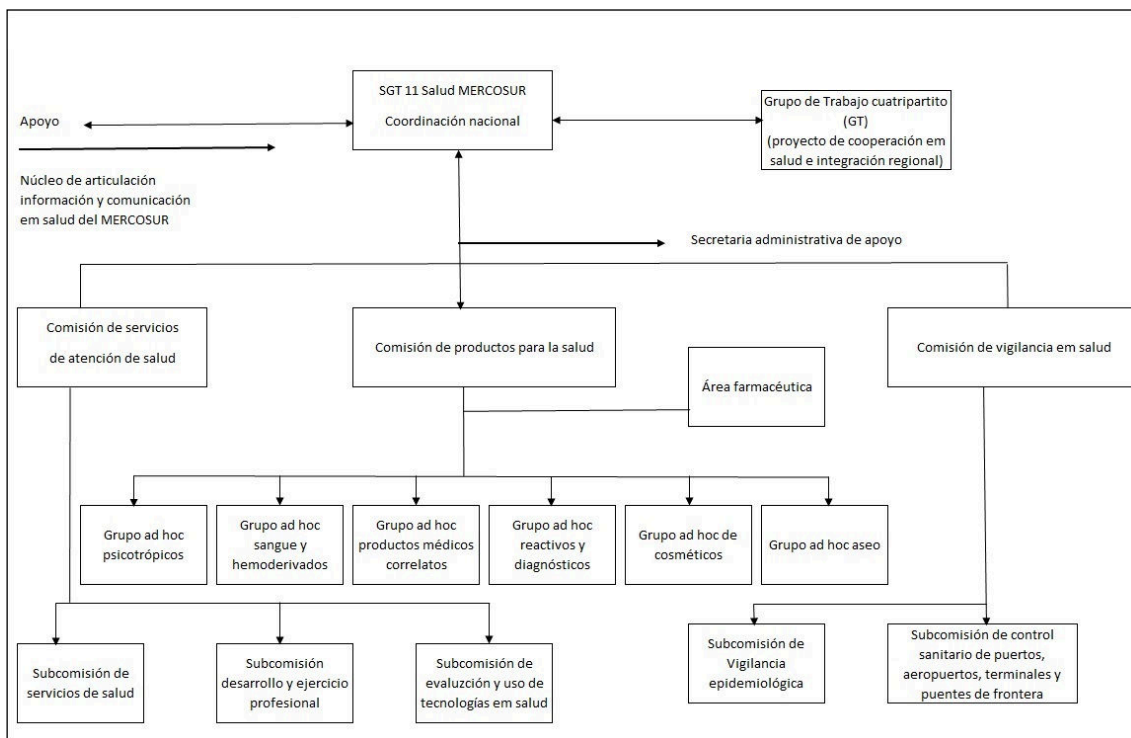 SGT 11 Salud MERCOSUR
Coordinación nacional
Apoyo
Núcleo de articulación
información y comunicación
em salud del MERCOSUR
Grupo de Trabajo cuatripartito
(GT)
(proyecto de cooperación em
salud e integración regional)
Secretaria administrativa de apoyo
Comisión de servicios
de atención de salud
Comisión de productos para la salud
Comisión de vigilancia em salud
Área farmacéutica
Grupo ad hoc
psicotrópicos
Grupo ad hoc
sangue y
hemoderivados
Grupo ad hoc
productos médicos
correlatos
Grupo ad hoc
reactivos y
diagnósticos
Grupo ad hoc de
cosméticos
Grupo ad hoc aseo
Subcomisión de
servicios de salud
Subcomisión
desarrollo y ejercicio
profesional
Subcomisión de
evaluzción y uso de
tecnologías em salud
Subcomisión de
Vigilancia
epidemiológica
Subcomisión de control
sanitario de puertos,
aeropuertos, terminales y
puentes de frontera